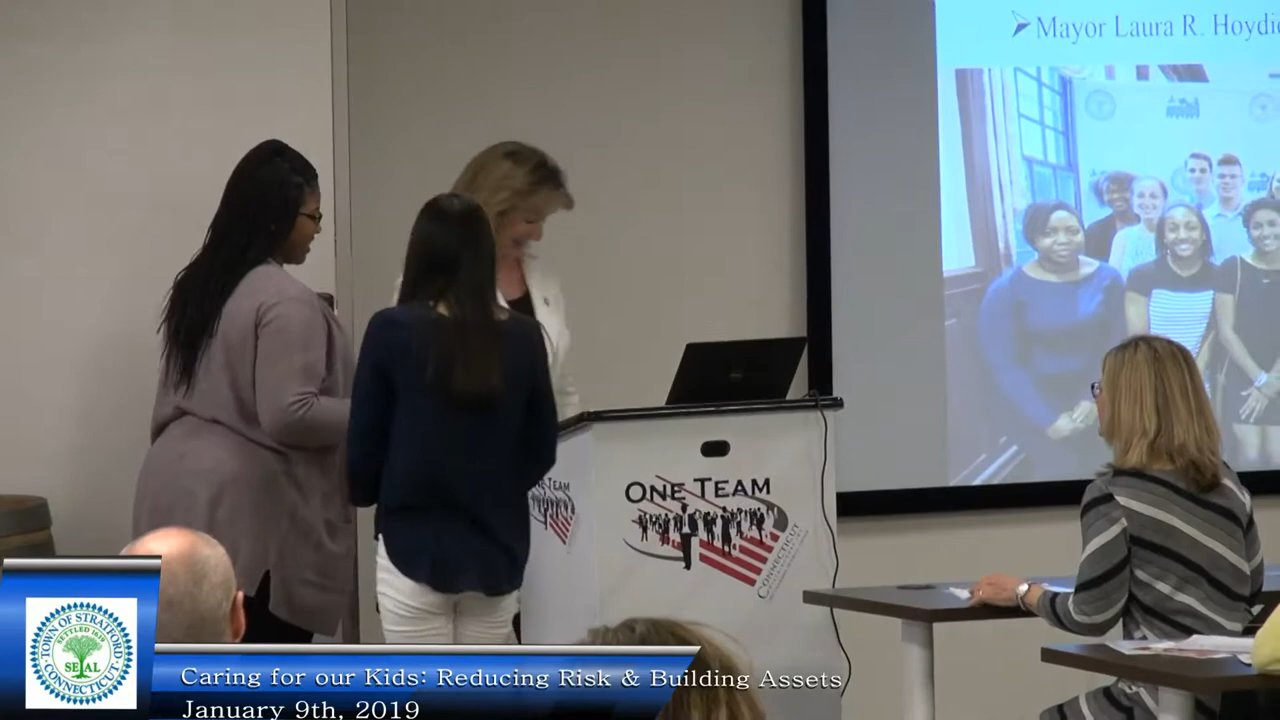 ➢ Mayor Laura R. Hoydi
ONE TEAM
CONNECTICUT
E TEAM
TOWN OF STRATFORD
SETTLED 1639
SEAL
CONNECTICUT
Caring for our Kids: Reducing Risk & Building Assets
January 9th, 2019